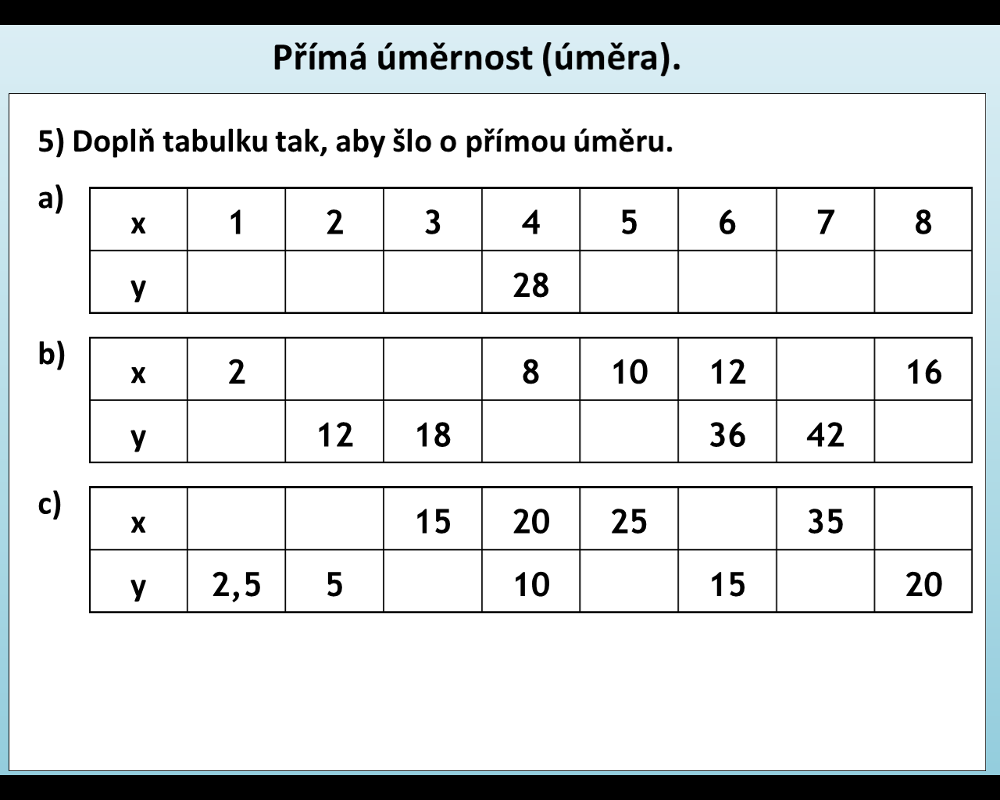 Přímá úměrnost (úměra).
5) Doplň tabulku tak, aby šlo o přímou úměru.
a)
x 1 2 3 4 5 6 7 8
y 28
b)
x 2 8 10 12 16
y 12 18 36 42
c)
x 15 20 25 35
y 2,5 5 10 15 20